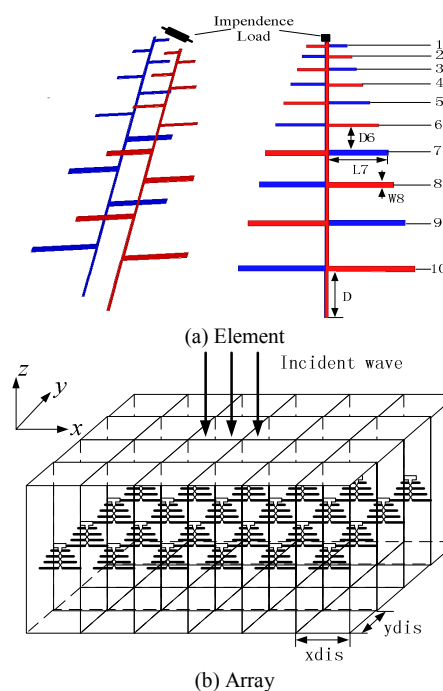 Impendence
Load
1
2
3
4
5
6
D6
7
L7
8
W8
9
10
D
(a) Element
z
y
x
Incident wave
ydis
xdis
(b) Array